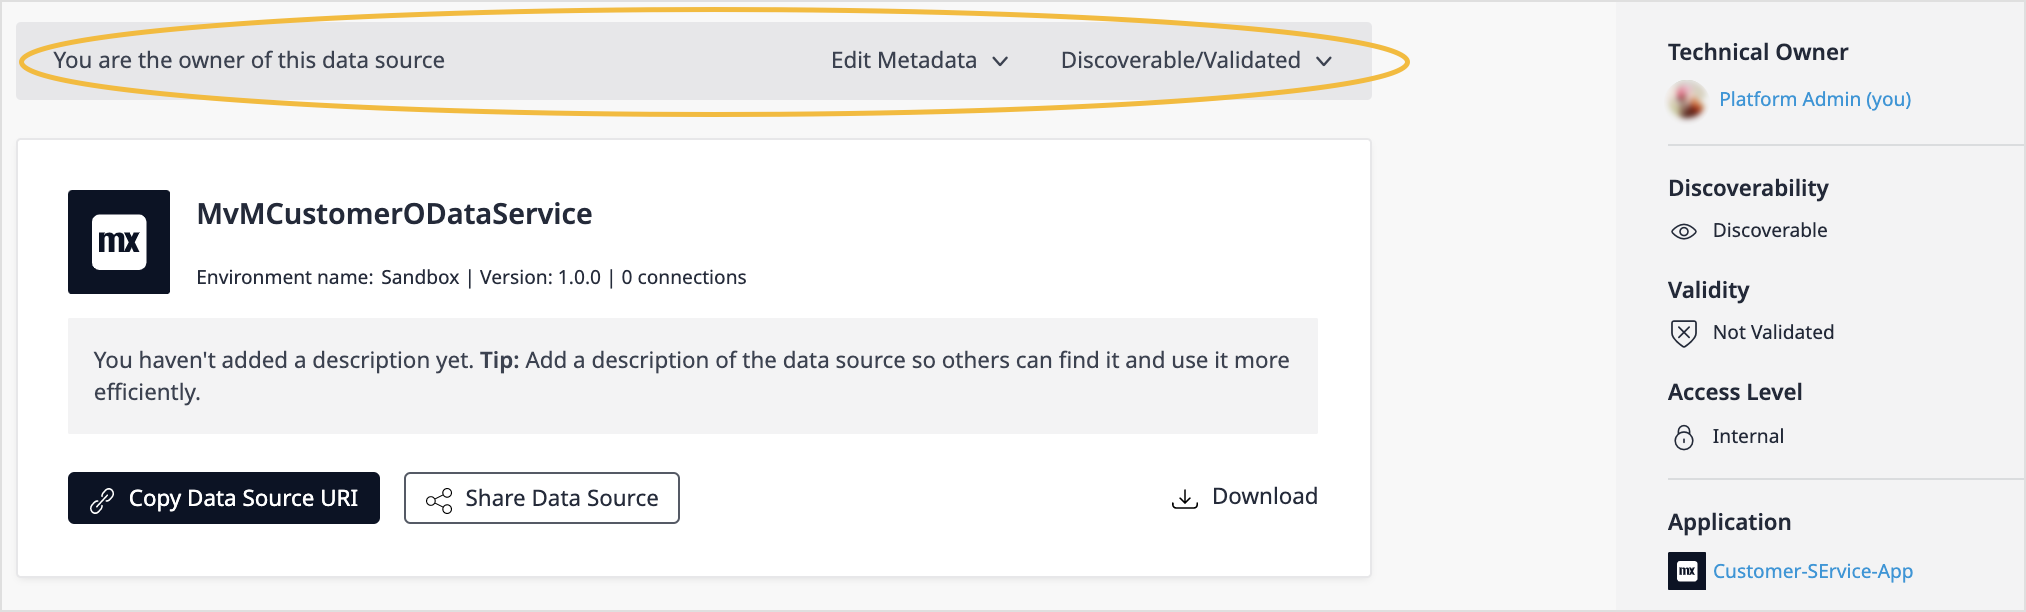 You are the owner of this data source
Edit Metadata
Discoverable/Validated
mx
MvMCustomerODataService
Environment name: Sandbox | Version: 1.0.0 | 0 connections
You haven't added a description yet. Tip: Add a description of the data source so others can find it and use it more
efficiently.
Copy Data Source URI
Share Data Source
Download
Technical Owner
Platform Admin (you)
Discoverability
Discoverable
Validity
Not Validated
Access Level
Internal
Application
mx
Customer-SErvice-App